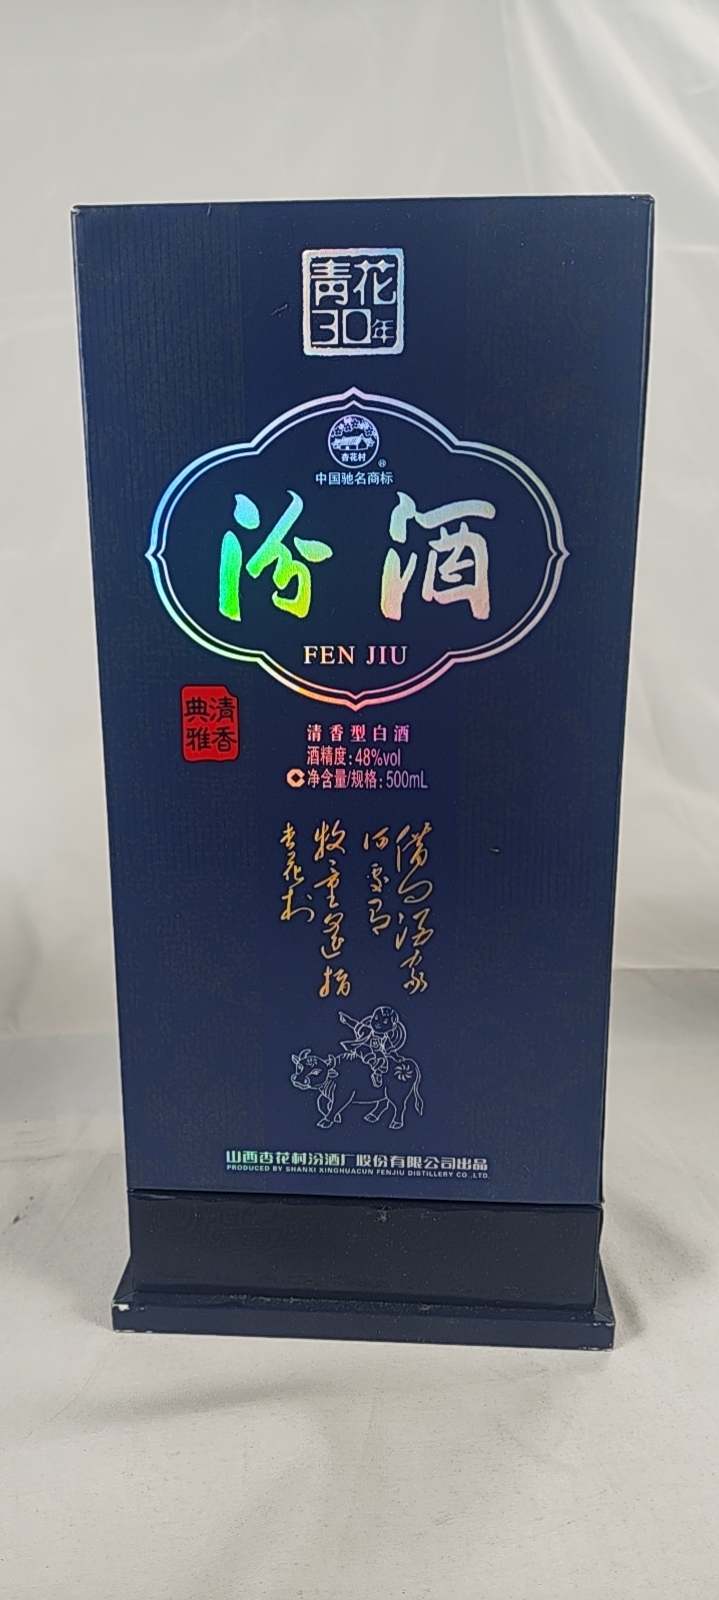 青花
30年
杏花村
®
中国驰名商标
汾酒
FEN JIU
清香
典雅
清香型白酒
酒精度:48%vol
C净含量/规格:500mL
借问酒家
何处有
牧童遥指
杏花村
山西杏花村汾酒厂股份有限公司出品
PRODUCED BY SHANXI XINGHUACUN FENJIU DISTILLERY CO.,LTD.